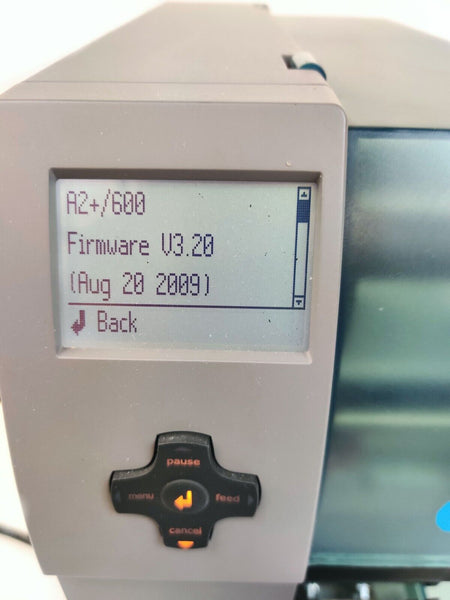 A2+/600
Firmware V3.20
(Aug 20 2009)
Back
pause
menu
feed
cancel